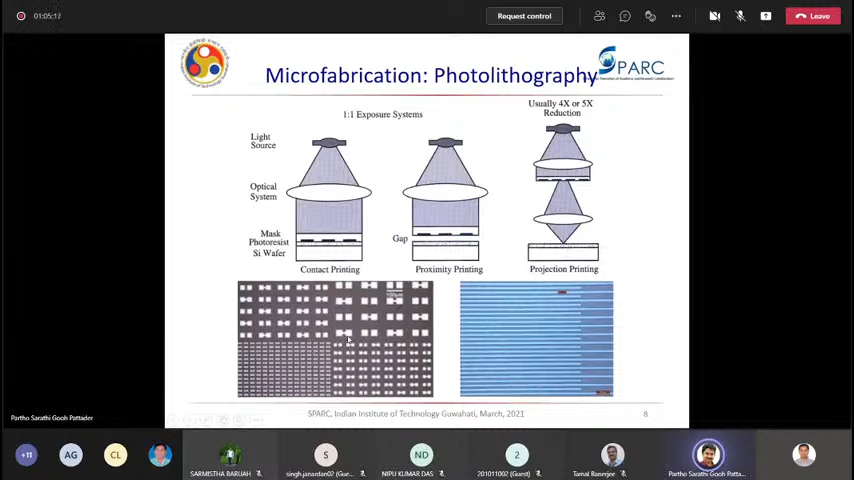 01:05:17
Request control
Leave
SPARC
Microfabrication: Photolithography
1:1 Exposure Systems
Usually 4X or 5X
Reduction
Light
Source
Optical
System
Mask
Photoresist
Si Wafer
Gap
Contact Printing
Proximity Printing
Projection Printing
SPARC, Indian Institute of Technology Guwahati, March, 2021
8
Partho Sarathi Gooh Pattader
+11
AG
CL
SARMISTHA BARUAH
S
singh.janardan02 (Gue...
ND
NIPU KUMAR DAS
2
201011002 (Guest)
Tamal Banerjee
Partho Sarathi Gooh Patta...